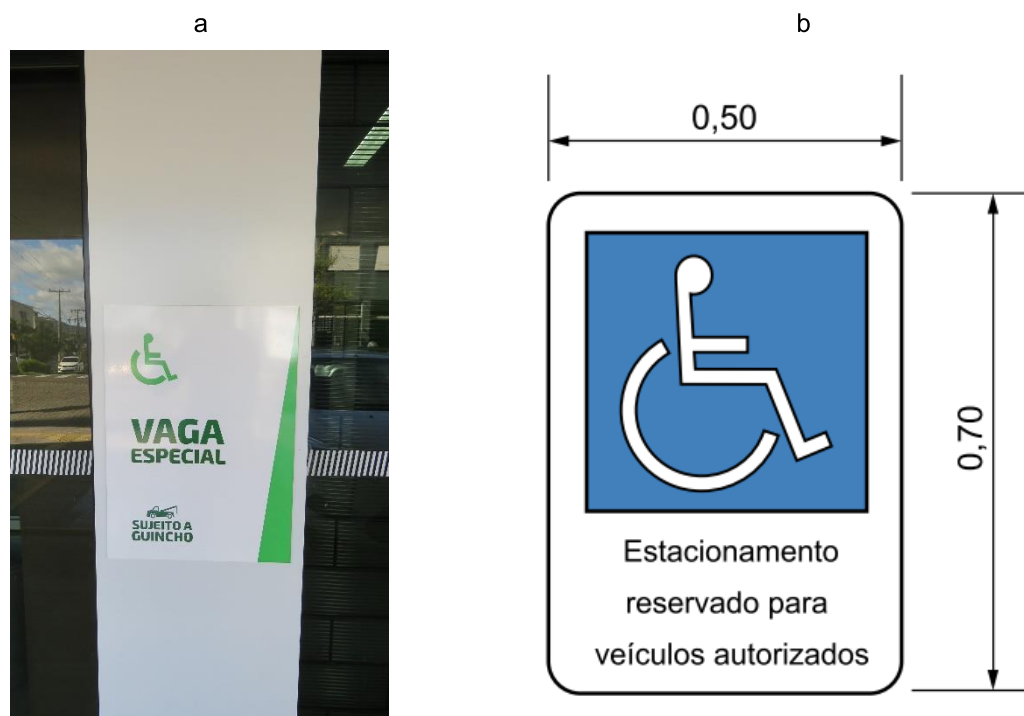 a
b
VAGA
ESPECIAL
SUJEITO A
GUINCHO
0,50
0,70
Estacionamento
reservado para
veículos autorizados